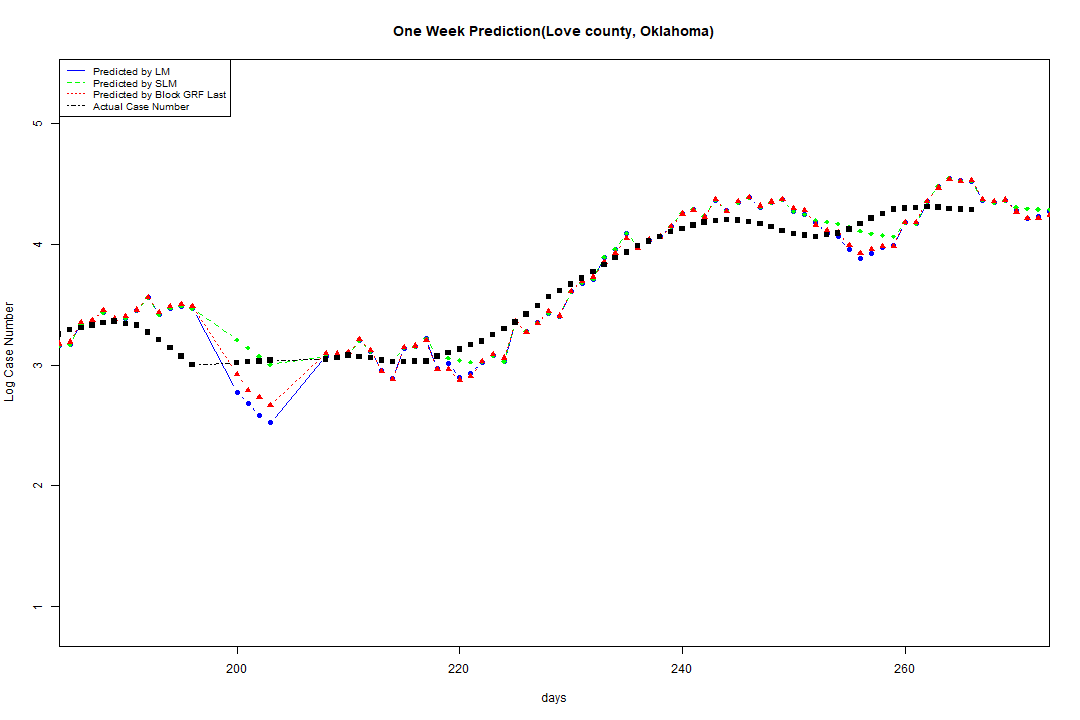 One Week Prediction(Love county, Oklahoma)
Predicted by LM
Predicted by SLM
Predicted by Block GRF Last
Actual Case Number
5
4
3
2
1
Log Case Number
200 220 240 260
days